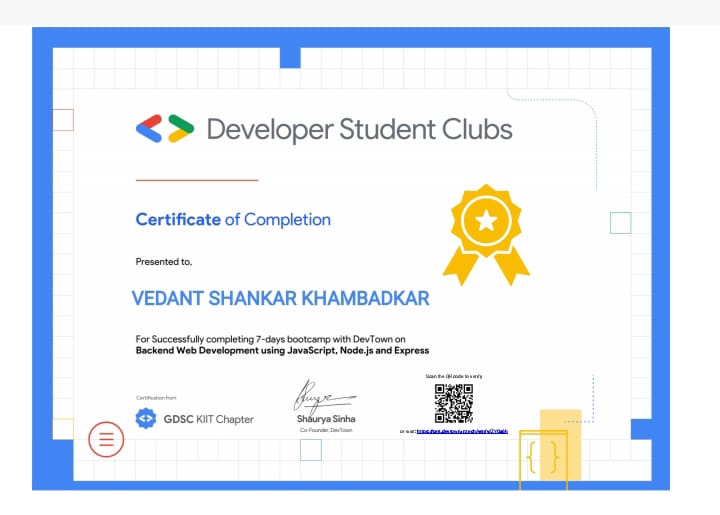 Developer Student Clubs
Certificate of Completion
Presented to,
VEDANT SHANKAR KHAMBADKAR
For Successfully completing 7-days bootcamp with DevTown on
Backend Web Development using JavaScript, Node.js and Express
Scan the QR code to verify
Certification from
GDSC KIIT Chapter
Shaurya Sinha
Co-Founder, DevTown
or visit:
{ }